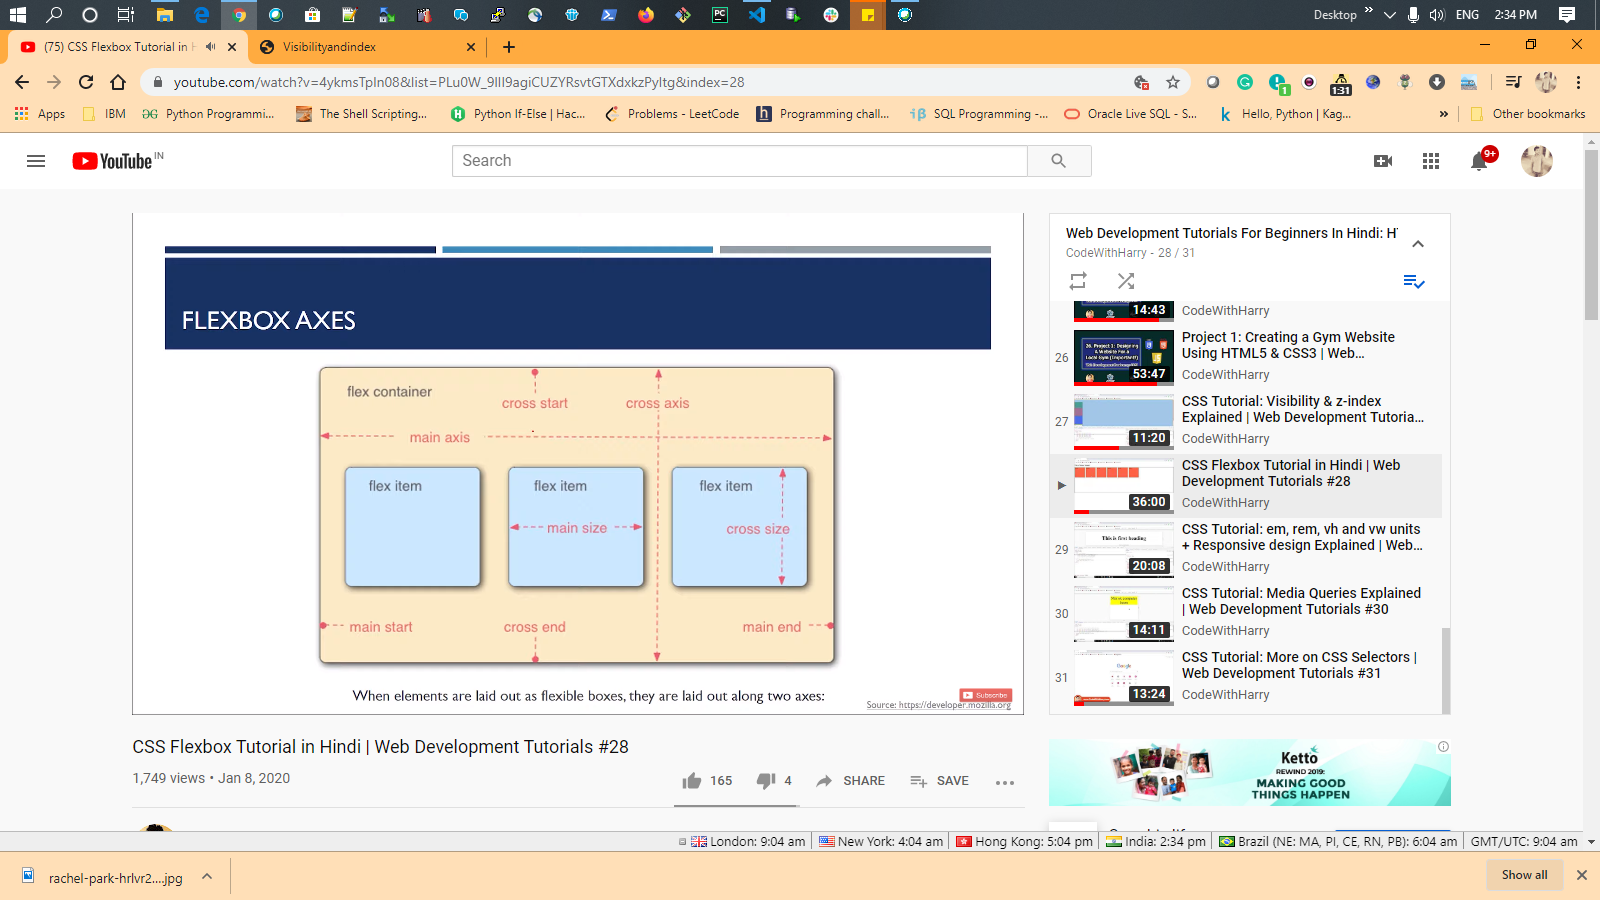 Desktop
ENG
2:34 PM
(75) CSS Flexbox Tutorial in H
Visibilityandindex
youtube.com/watch?v=4ykmsTpIn08&list=PLu0W_9lII9agiCUZYRsvtGTXdxkzPyItg&index=28
1
1:31
Apps
IBM
Python Programmi...
The Shell Scripting...
Python If-Else | Hac...
Problems - LeetCode
Programming chall...
SQL Programming -...
Oracle Live SQL - S...
Hello, Python | Kag...
»
Other bookmarks
YouTube IN
Search
9+
FLEXBOX AXES
flex container
cross start
cross axis
main axis
flex item
flex item
flex item
main size
cross size
main start
cross end
main end
When elements are laid out as flexible boxes, they are laid out along two axes:
Subscribe
Source: https://developer.mozilla.org
Web Development Tutorials For Beginners In Hindi: H
CodeWithHarry - 28 / 31
14:43
CodeWithHarry
26
53:47
Project 1: Creating a Gym Website
Using HTML5 & CSS3 | Web...
CodeWithHarry
27
11:20
CSS Tutorial: Visibility & z-index
Explained | Web Development Tutoria...
CodeWithHarry
36:00
CSS Flexbox Tutorial in Hindi | Web
Development Tutorials #28
CodeWithHarry
29
This is first heading
20:08
CSS Tutorial: em, rem, vh and vw units
+ Responsive design Explained | Web...
CodeWithHarry
30
14:11
CSS Tutorial: Media Queries Explained
| Web Development Tutorials #30
CodeWithHarry
31
13:24
CSS Tutorial: More on CSS Selectors |
Web Development Tutorials #31
CodeWithHarry
CSS Flexbox Tutorial in Hindi | Web Development Tutorials #28
1,749 views • Jan 8, 2020
165
4
SHARE
SAVE
Ketto
REWIND 2019:
MAKING GOOD
THINGS HAPPEN
London: 9:04 am
New York: 4:04 am
Hong Kong: 5:04 pm
India: 2:34 pm
Brazil (NE: MA, PI, CE, RN, PB): 6:04 am
GMT/UTC: 9:04 am
rachel-park-hrlvr2....jpg
Show all